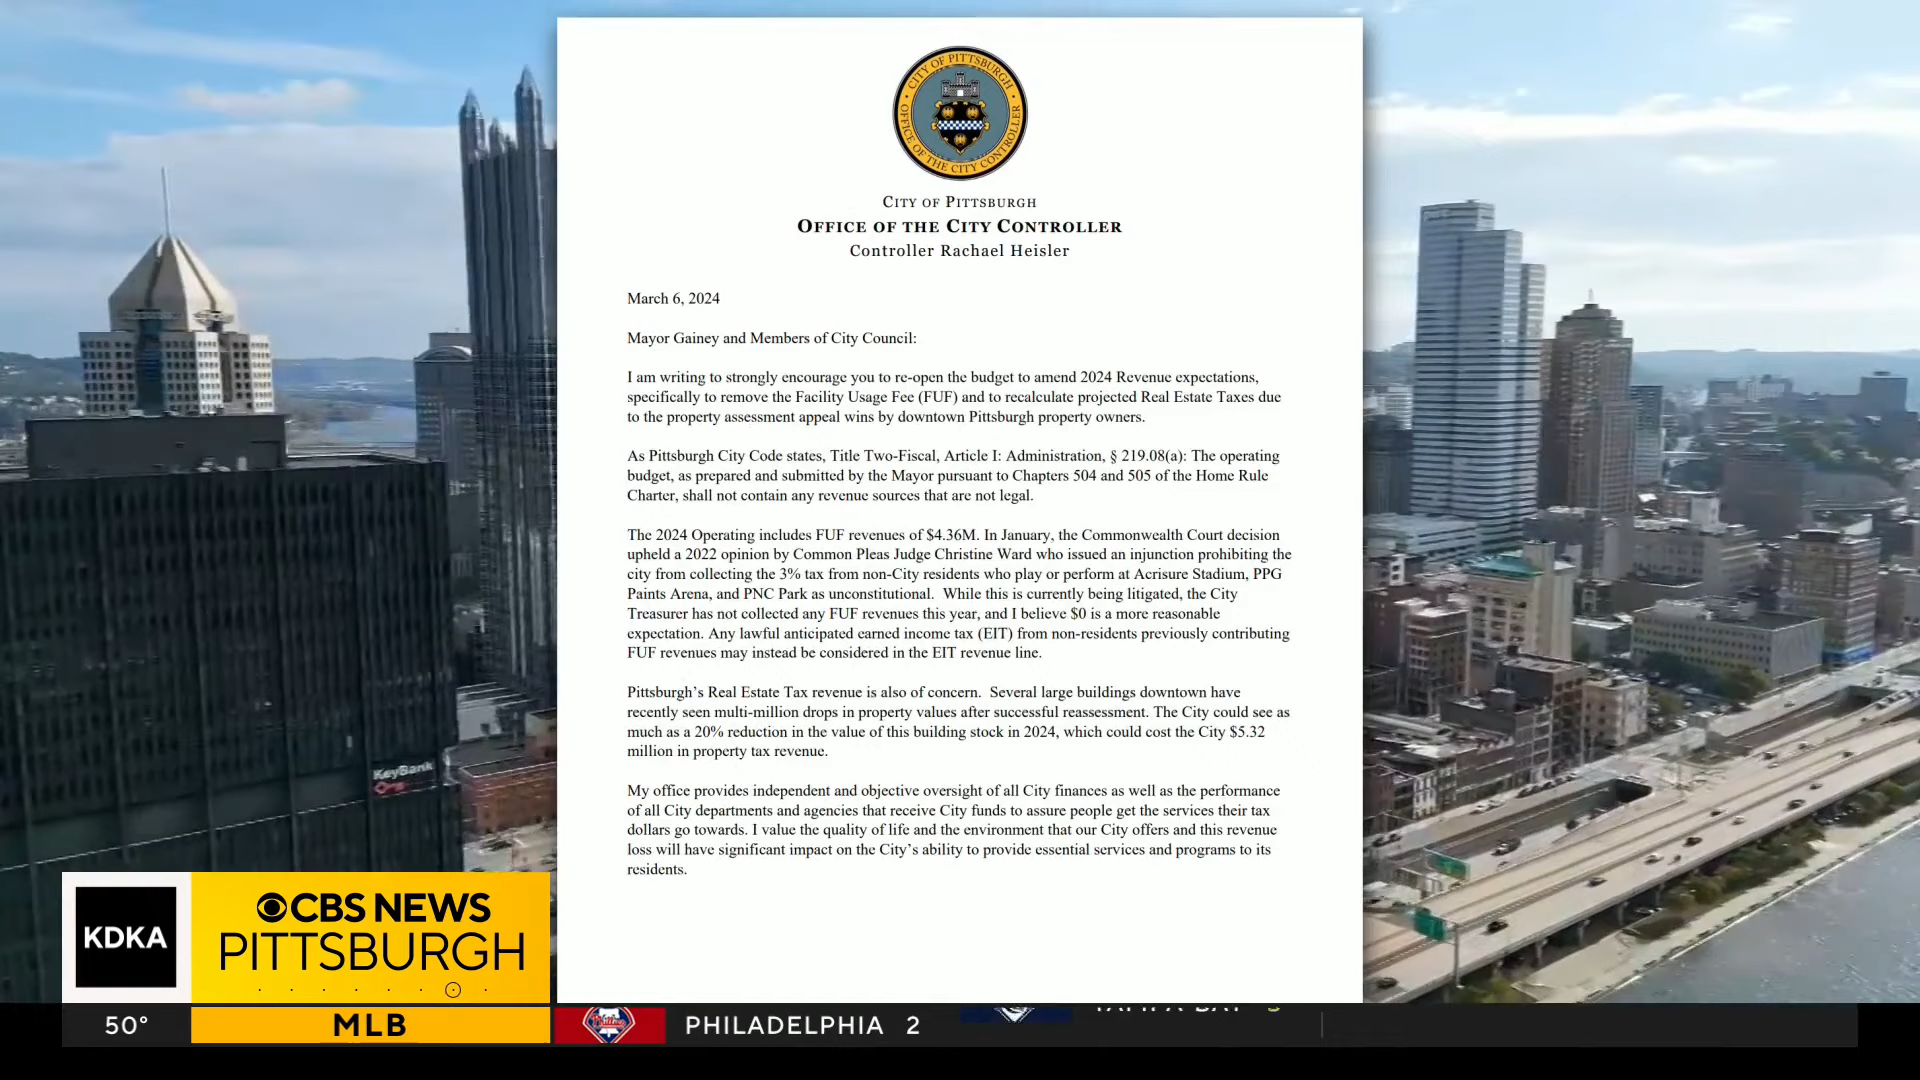 CITY OF PITTSBURGH
OFFICE OF THE CITY CONTROLLER
CITY OF PITTSBURGH
OFFICE OF THE CITY CONTROLLER
Controller Rachael Heisler
March 6, 2024
Mayor Gainey and Members of City Council:
I am writing to strongly encourage you to re-open the budget to amend 2024 Revenue expectations,
specifically to remove the Facility Usage Fee (FUF) and to recalculate projected Real Estate Taxes due
to the property assessment appeal wins by downtown Pittsburgh property owners.
As Pittsburgh City Code states, Title Two-Fiscal, Article I: Administration, § 219.08(a): The operating
budget, as prepared and submitted by the Mayor pursuant to Chapters 504 and 505 of the Home Rule
Charter, shall not contain any revenue sources that are not legal.
The 2024 Operating includes FUF revenues of $4.36M. In January, the Commonwealth Court decision
upheld a 2022 opinion by Common Pleas Judge Christine Ward who issued an injunction prohibiting the
city from collecting the 3% tax from non-City residents who play or perform at Acrisure Stadium, PPG
Paints Arena, and PNC Park as unconstitutional. While this is currently being litigated, the City
Treasurer has not collected any FUF revenues this year, and I believe $0 is a more reasonable
expectation. Any lawful anticipated earned income tax (EIT) from non-residents previously contributing
FUF revenues may instead be considered in the EIT revenue line.
Pittsburgh's Real Estate Tax revenue is also of concern. Several large buildings downtown have
recently seen multi-million drops in property values after successful reassessment. The City could see as
much as a 20% reduction in the value of this building stock in 2024, which could cost the City $5.32
million in property tax revenue.
My office provides independent and objective oversight of all City finances as well as the performance
of all City departments and agencies that receive City funds to assure people get the services their tax
dollars go towards. I value the quality of life and the environment that our City offers and this revenue
loss will have significant impact on the City's ability to provide essential services and programs to its
residents.
KeyBank
KDKA
CBS NEWS
PITTSBURGH
50°
MLB
Phillies
PHILADELPHIA 2